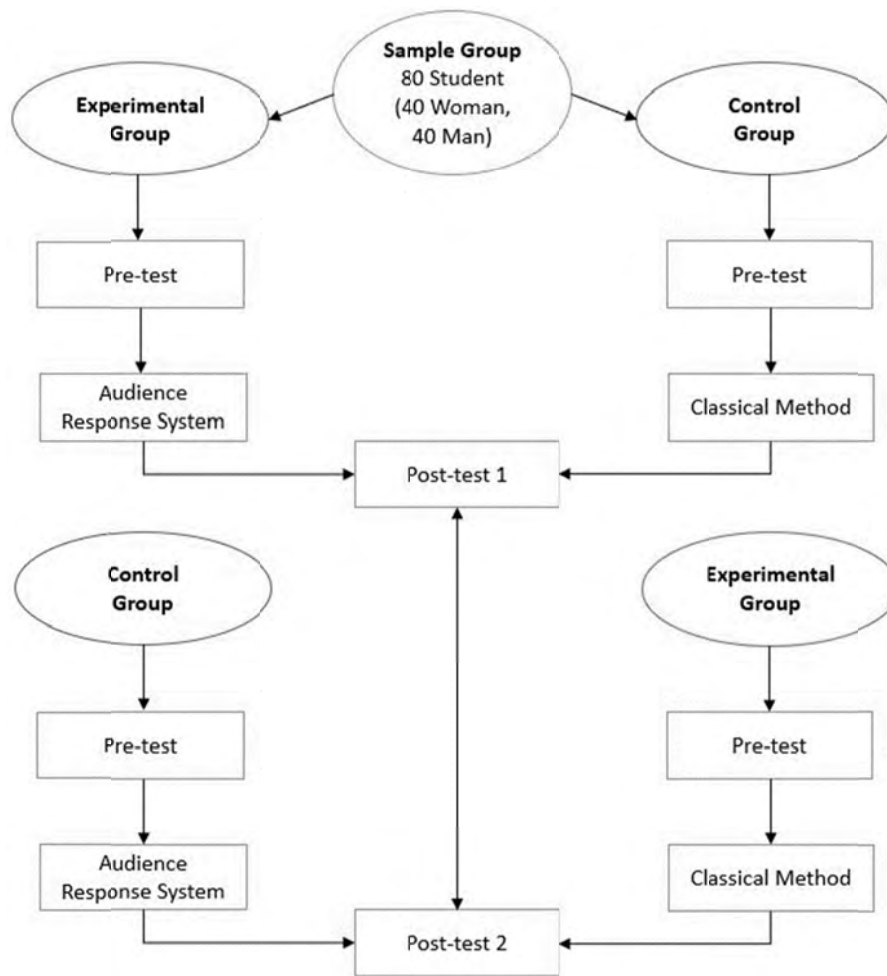 Sample Group
80 Student
(40 Woman,
40 Man)
Experimental
Group
Control
Group
Pre-test
Pre-test
Audience
Response System
Classical Method
Post-test 1
Control
Group
Experimental
Group
Pre-test
Pre-test
Audience
Response System
Classical Method
Post-test 2